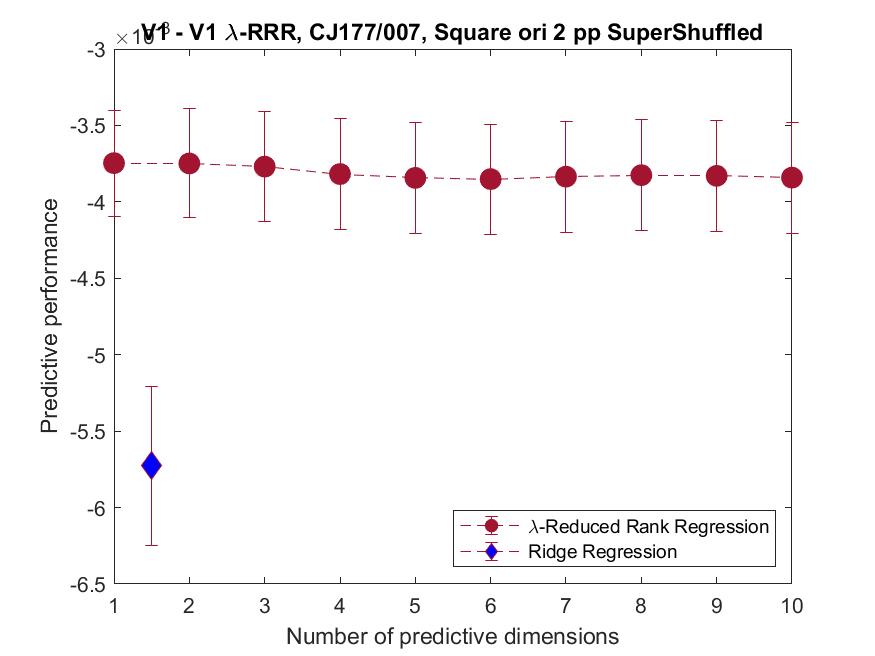 V1 - V1 λ-RRR, CJ177/007, Square ori 2 pp SuperShuffled
×10⁻³
-3
-3.5
-4
-4.5
-5
-5.5
-6
-6.5
Predictive performance
λ-Reduced Rank Regression
Ridge Regression
1 2 3 4 5 6 7 8 9 10
Number of predictive dimensions